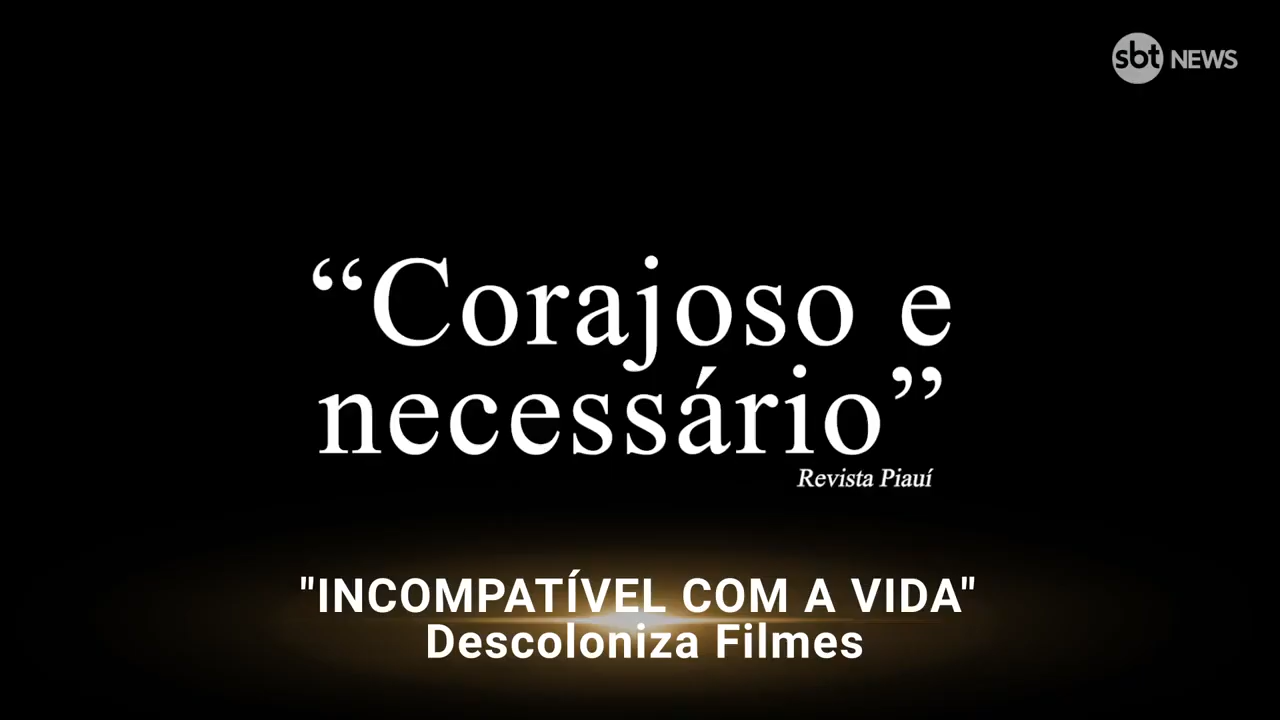 sbt NEWS
“Corajoso e
necessário”
Revista Piauí
"INCOMPATÍVEL COM A VIDA"
Descoloniza Filmes